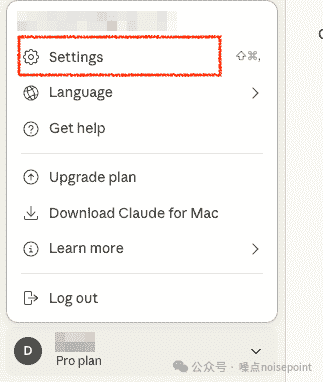 Settings ⇧⌘,
Language
Get help
Upgrade plan
Download Claude for Mac
Learn more
Log out
D
Pro plan
公众号 · 噪点noisepoint